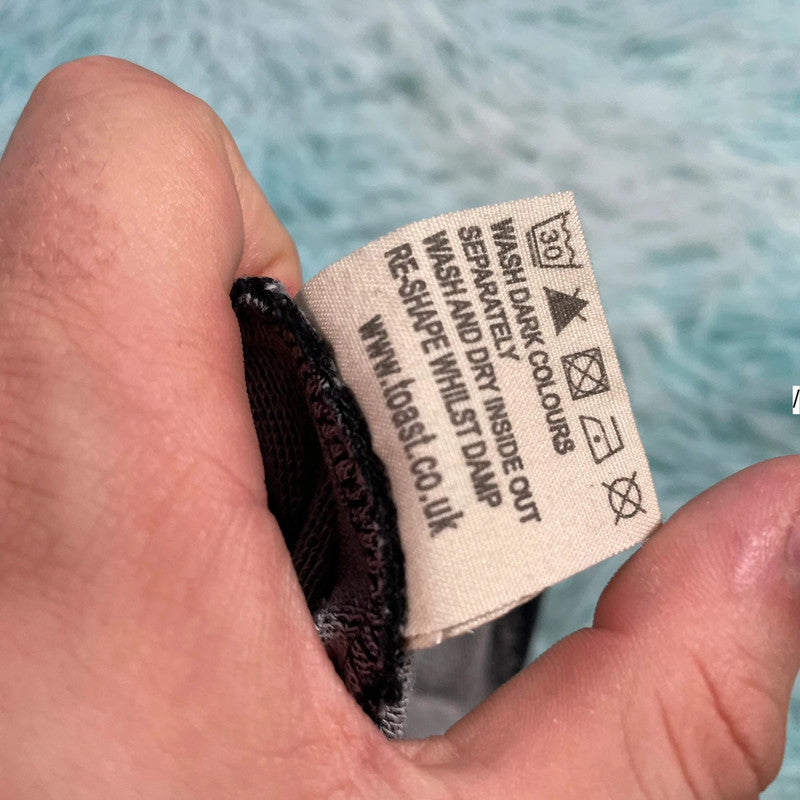 30
WASH DARK COLOURS
SEPARATELY
WASH AND DRY INSIDE OUT
RE-SHAPE WHILST DAMP
www.toast.co.uk
/